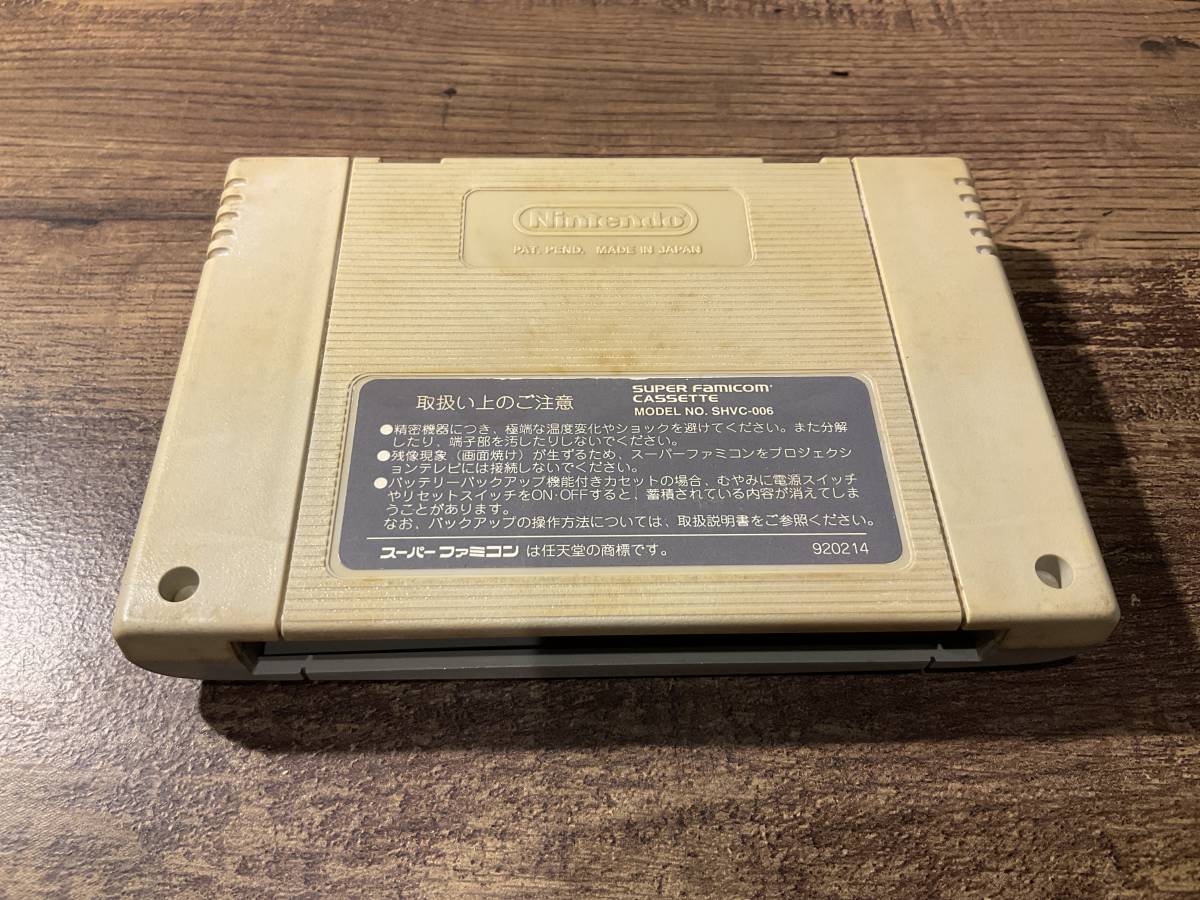 Nintendo
PAT. PEND. MADE IN JAPAN
取扱い上のご注意
SUPER FAMICOM
CASSETTE
MODEL NO. SHVC-006
●精密機器につき、極端な温度変化やショックを避けてください。また分解
したり、端子部を汚したりしないでください。
●残像現象(画面焼け)が生ずるため、スーパーファミコンをプロジェクシ
ョンテレビには接続しないでください。
●バッテリーバックアップ機能付きカセットの場合、むやみに電源スイッチ
やリセットスイッチをON·OFFすると、蓄積されている内容が消えてしま
うことがあります。
なお、バックアップの操作方法については、取扱説明書をご参照ください。
スーパーファミコン は任天堂の商標です。 920214